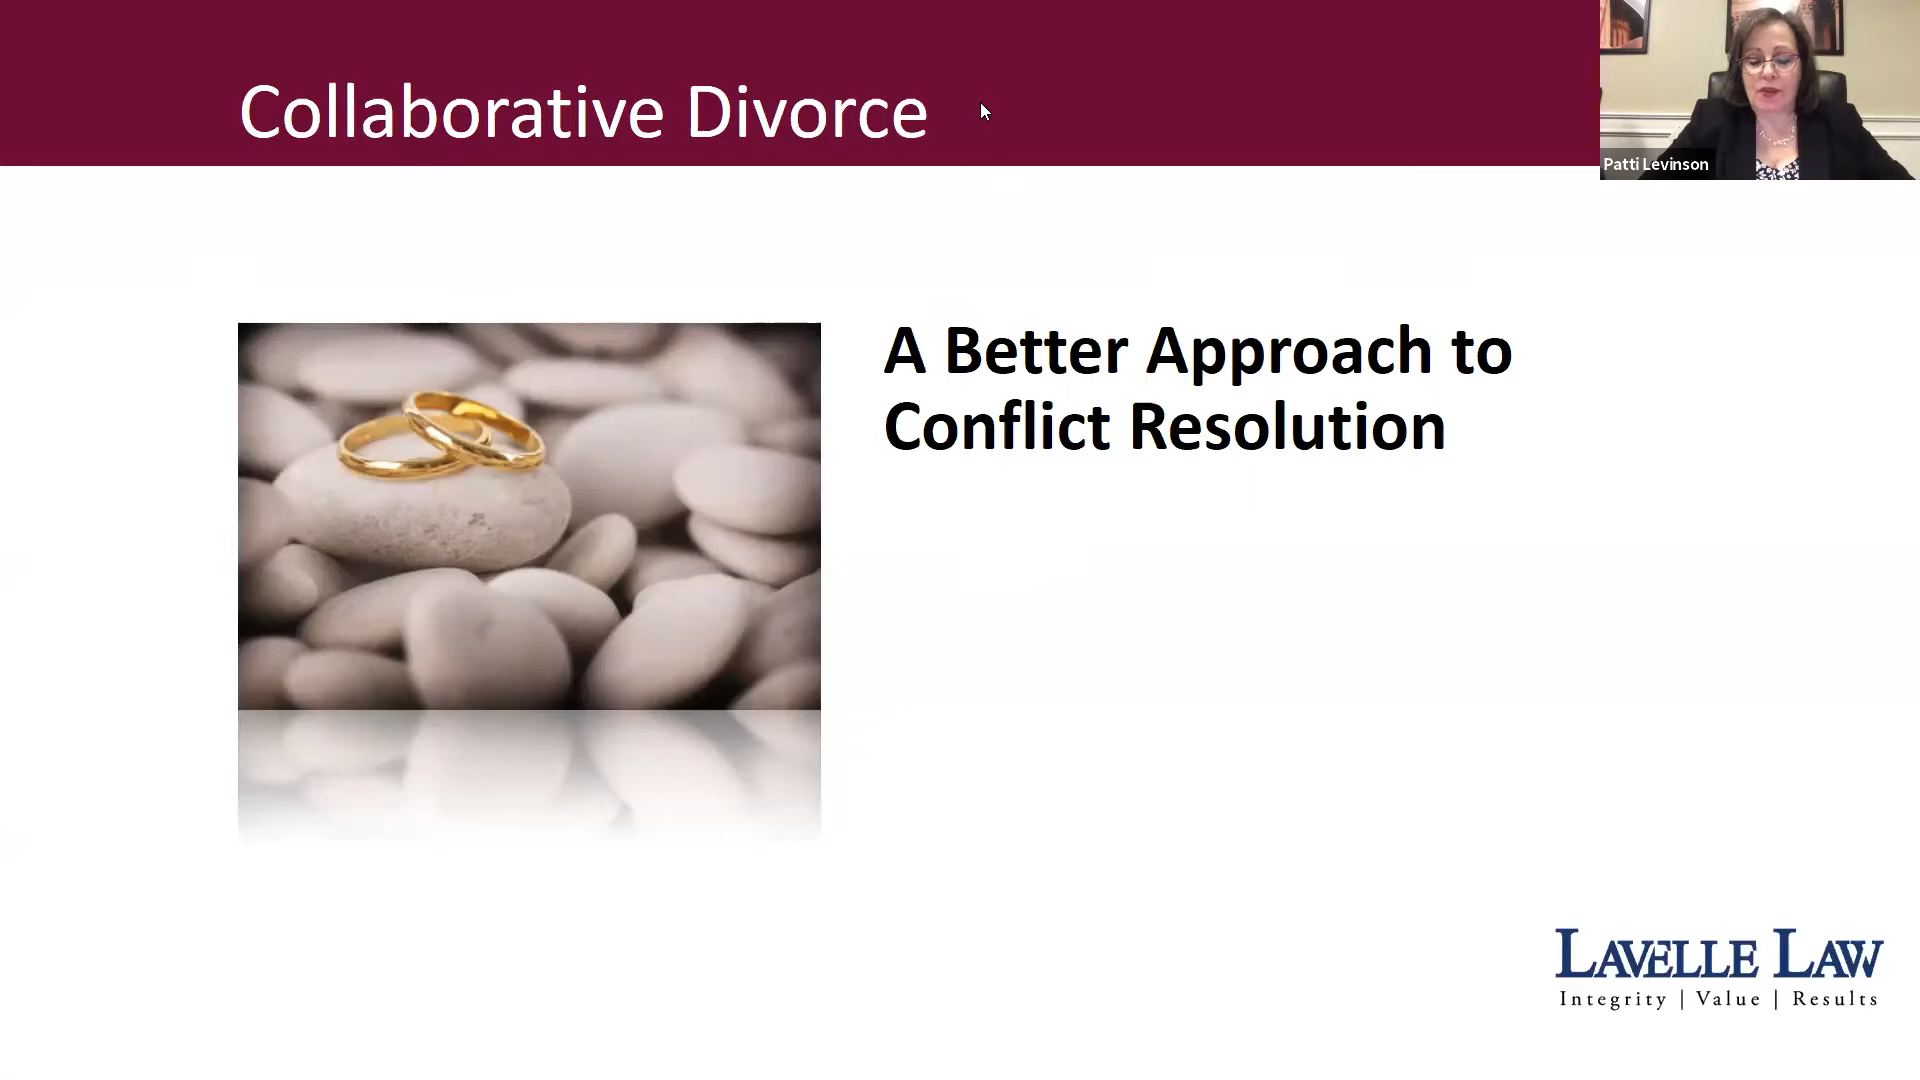 Collaborative Divorce
Patti Levinson
A Better Approach to
Conflict Resolution
LAVELLE LAW
Integrity | Value | Results